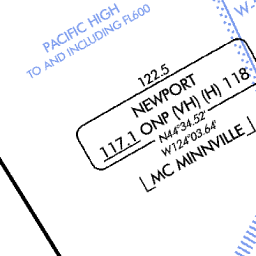 PACIFIC HIGH
TO AND INCLUDING FL600
W-
122.5
NEWPORT
117.1 ONP (VH) (H) 118
N44°34.52'
W124°03.64'
MC MINNVILLE